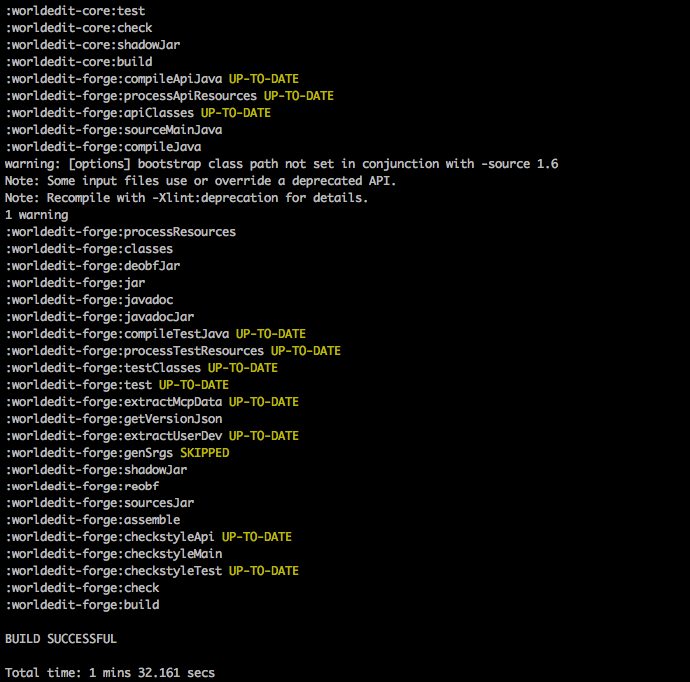 :worldedit-core:test
:worldedit-core:check
:worldedit-core:shadowJar
:worldedit-core:build
:worldedit-forge:compileApiJava UP-TO-DATE
:worldedit-forge:processApiResources UP-TO-DATE
:worldedit-forge:apiClasses UP-TO-DATE
:worldedit-forge:sourceMainJava
:worldedit-forge:compileJava
warning: [options] bootstrap class path not set in conjunction with -source 1.6
Note: Some input files use or override a deprecated API.
Note: Recompile with -Xlint:deprecation for details.
1 warning
:worldedit-forge:processResources
:worldedit-forge:classes
:worldedit-forge:deobfJar
:worldedit-forge:jar
:worldedit-forge:javadoc
:worldedit-forge:javadocJar
:worldedit-forge:compileTestJava UP-TO-DATE
:worldedit-forge:processTestResources UP-TO-DATE
:worldedit-forge:testClasses UP-TO-DATE
:worldedit-forge:test UP-TO-DATE
:worldedit-forge:extractMcpData UP-TO-DATE
:worldedit-forge:getVersionJson
:worldedit-forge:extractUserDev UP-TO-DATE
:worldedit-forge:genSrgs SKIPPED
:worldedit-forge:shadowJar
:worldedit-forge:reobf
:worldedit-forge:sourcesJar
:worldedit-forge:assemble
:worldedit-forge:checkstyleApi UP-TO-DATE
:worldedit-forge:checkstyleMain
:worldedit-forge:checkstyleTest UP-TO-DATE
:worldedit-forge:check
:worldedit-forge:build
BUILD SUCCESSFUL
Total time: 1 mins 32.161 secs